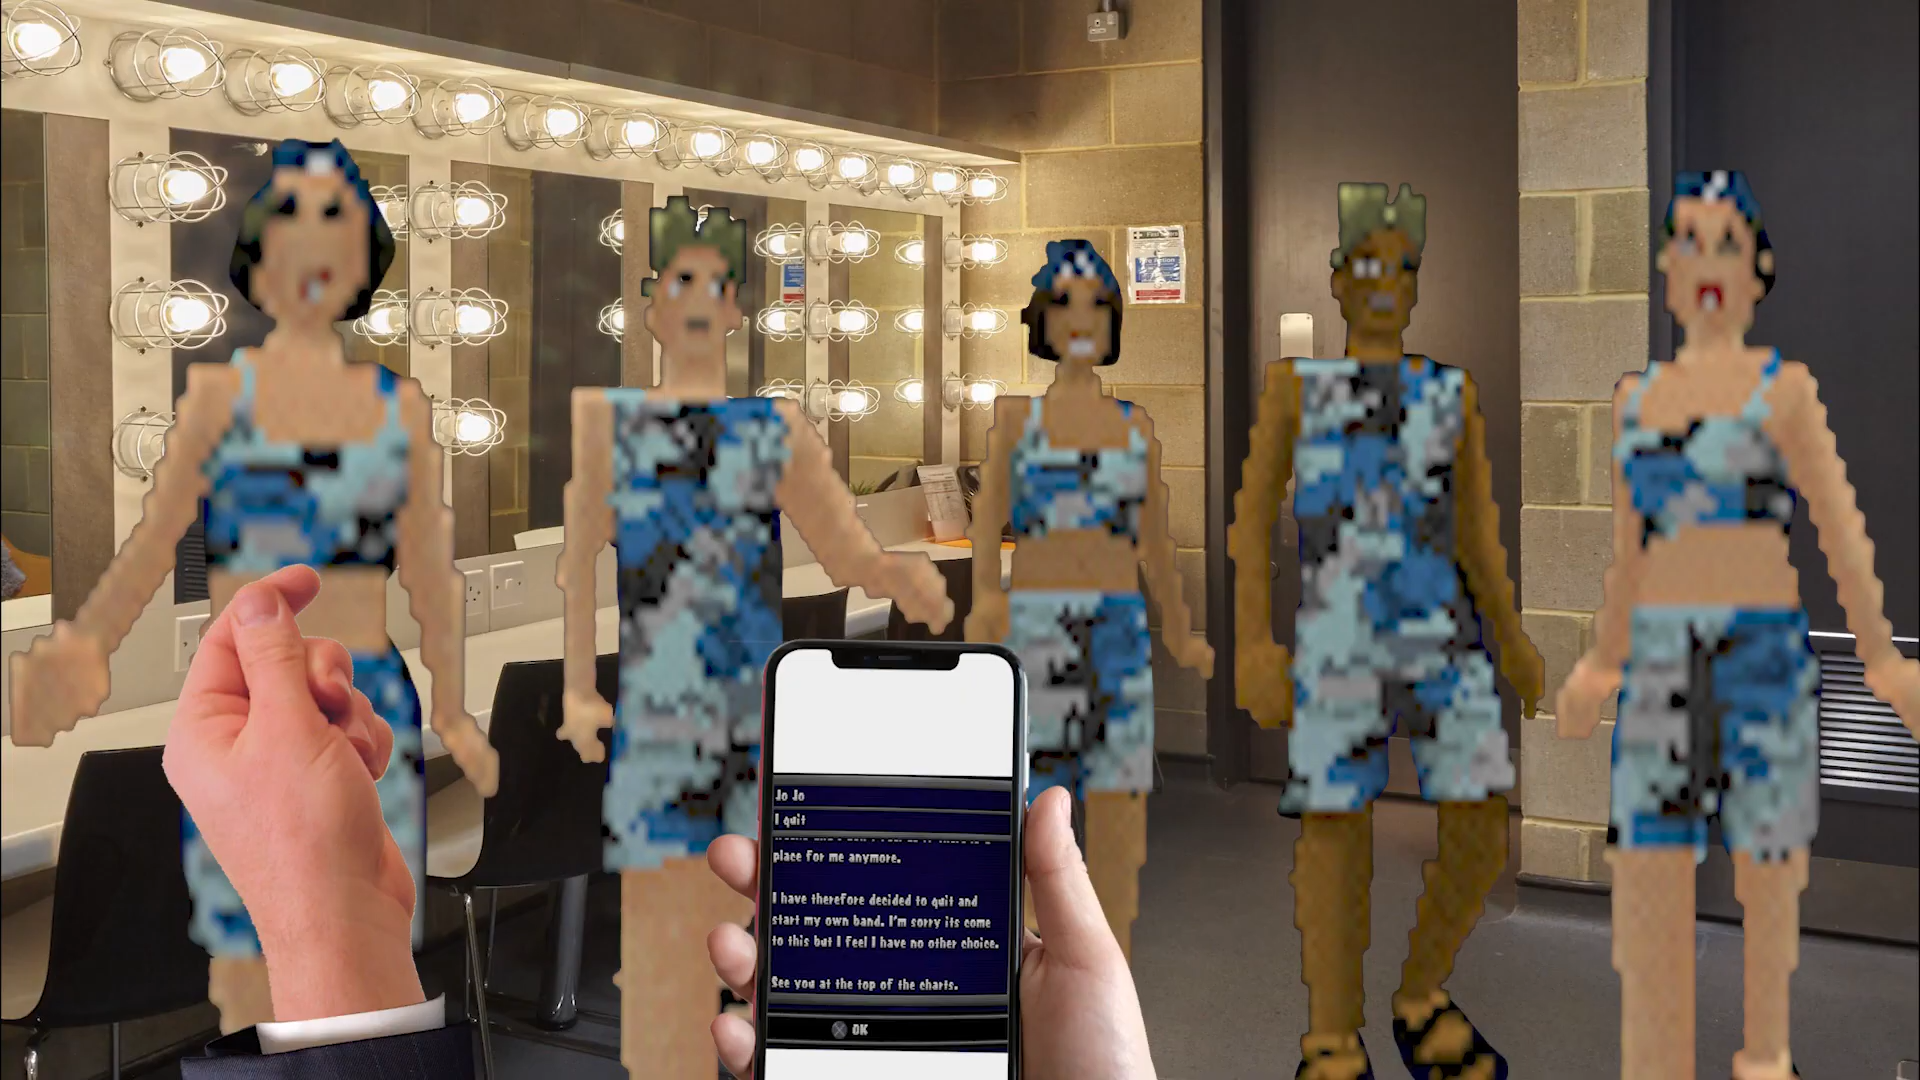 Jo Jo
I quit
place for me anymore.
I have therefore decided to quit and
start my own band. I'm sorry its come
to this but I feel I have no other choice.
See you at the top of the charts.
OK